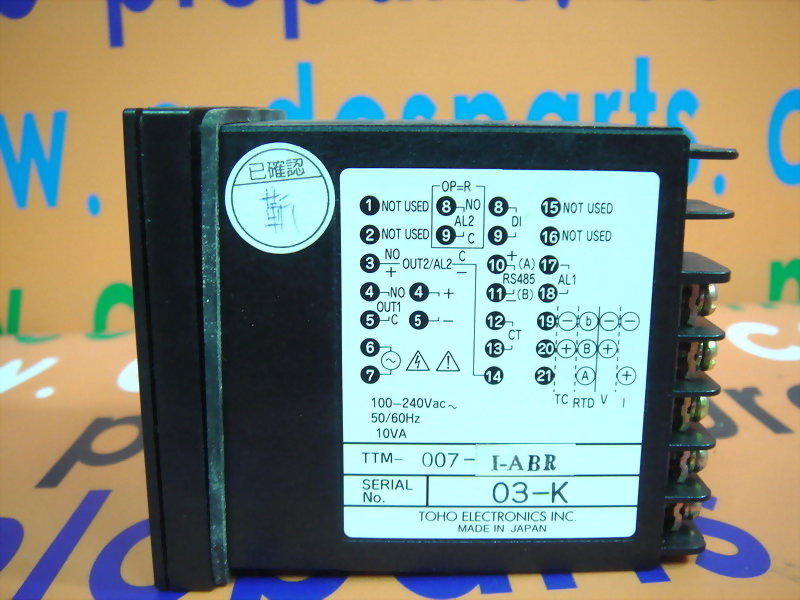 已確認
OP=R
1 NOT USED
8 NO
8
15 NOT USED
AL2
DI
2 NOT USED
9 C
9
16 NOT USED
3 NO + OUT2/AL2 C −
10 + (A)
17
RS485
AL1
4 NO
4 +
11 − (B)
18
OUT1
5 C
5 −
12
CT
19 − b − −
6
13
20 + B +
7
14
21 A +
TC RTD V I
100−240Vac~
50/60Hz
10VA
TTM− 007− I-ABR
SERIAL No. 03−K
TOHO ELECTRONICS INC.
MADE IN JAPAN